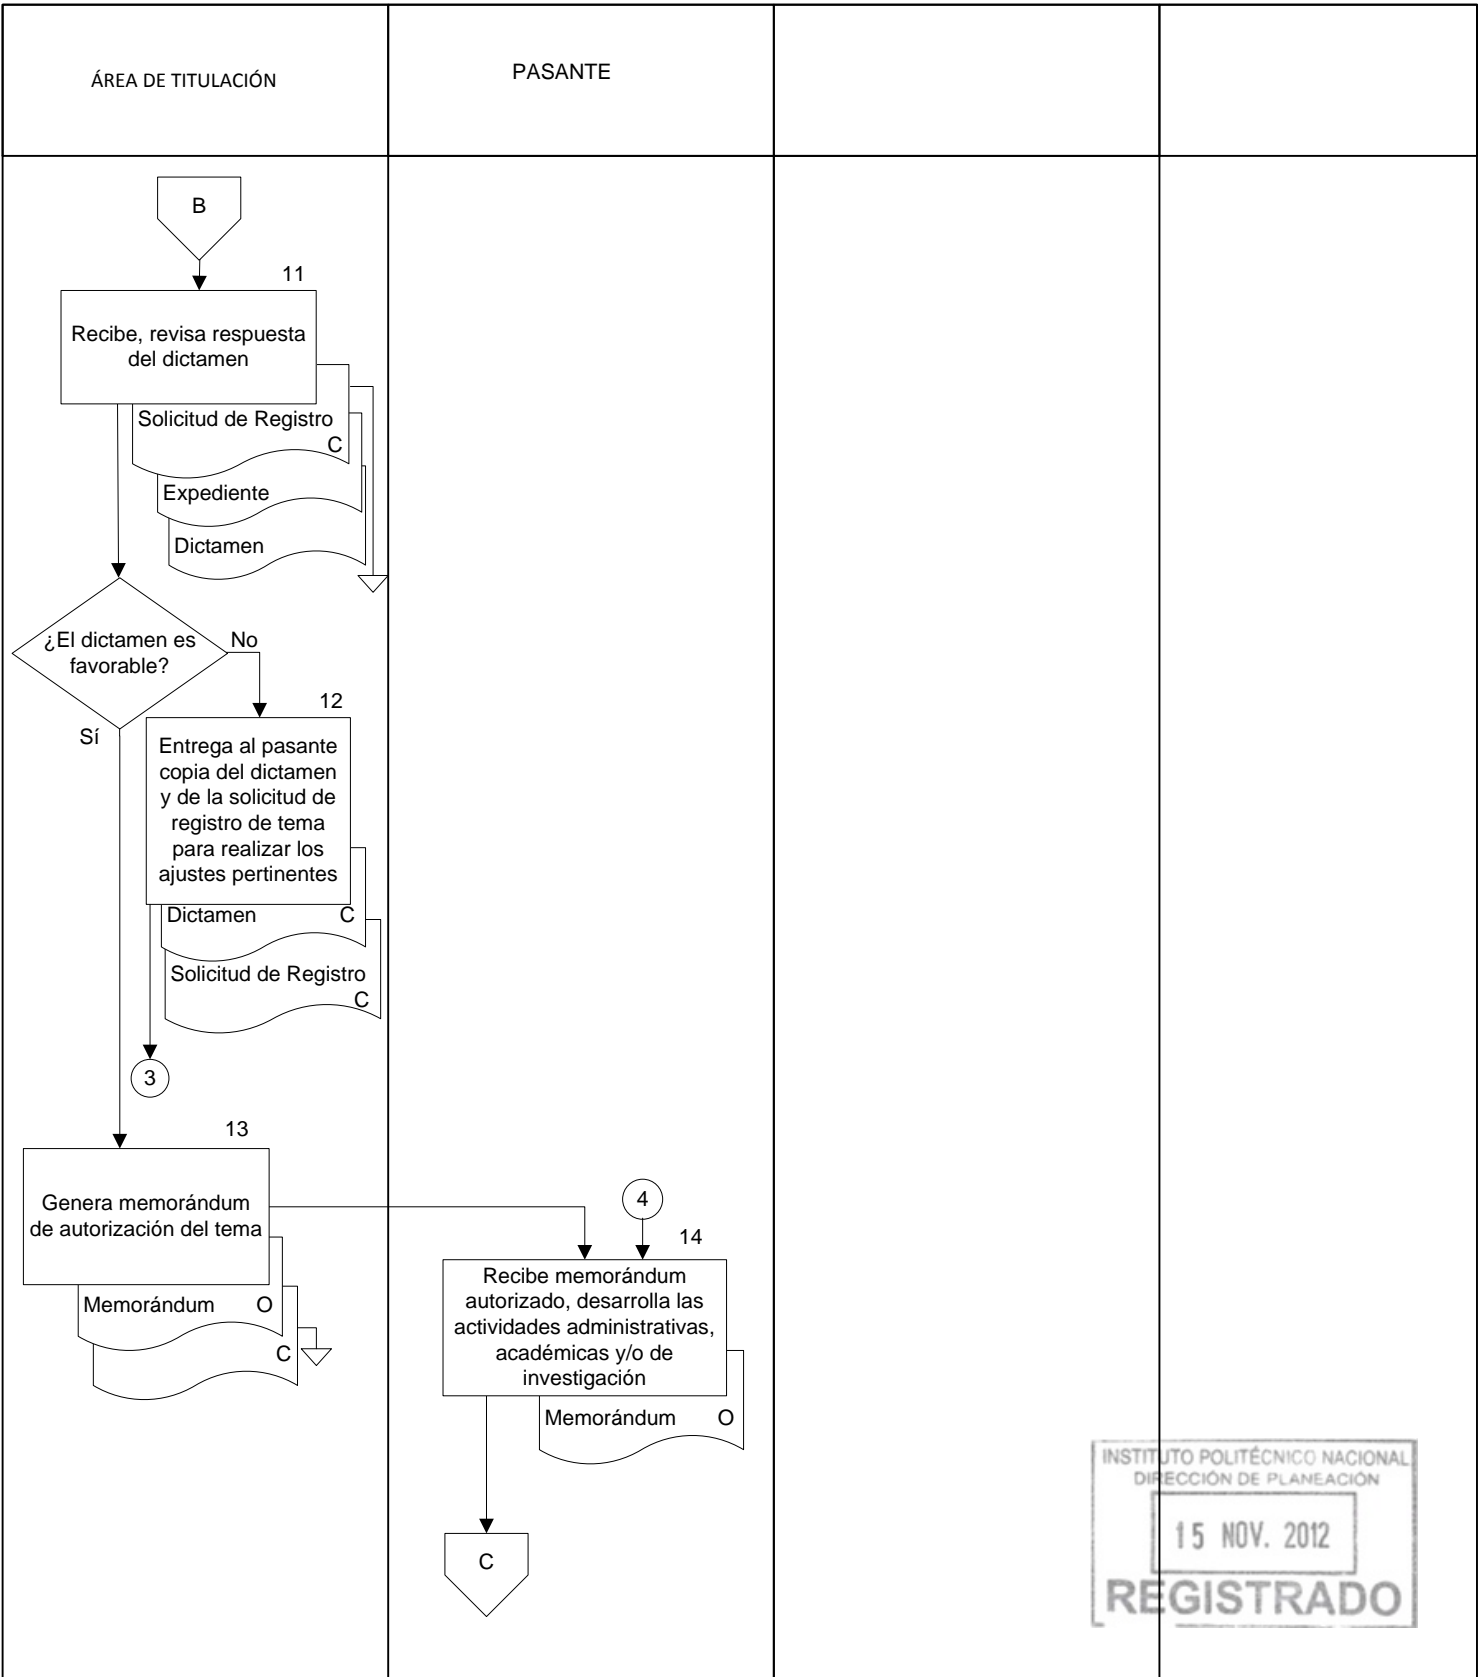 ÁREA DE TITULACIÓN
PASANTE
B
11
Recibe, revisa respuesta
del dictamen
Solicitud de Registro
C
Expediente
Dictamen
¿El dictamen es
favorable?
No
Sí
12
Entrega al pasante
copia del dictamen
y de la solicitud de
registro de tema
para realizar los
ajustes pertinentes
Dictamen C
Solicitud de Registro
C
3
13
Genera memorándum
de autorización del tema
Memorándum O
C
4
14
Recibe memorándum
autorizado, desarrolla las
actividades administrativas,
académicas y/o de
investigación
Memorándum O
C
INSTITUTO POLITÉCNICO NACIONAL
DIRECCIÓN DE PLANEACIÓN
15 NOV. 2012
REGISTRADO